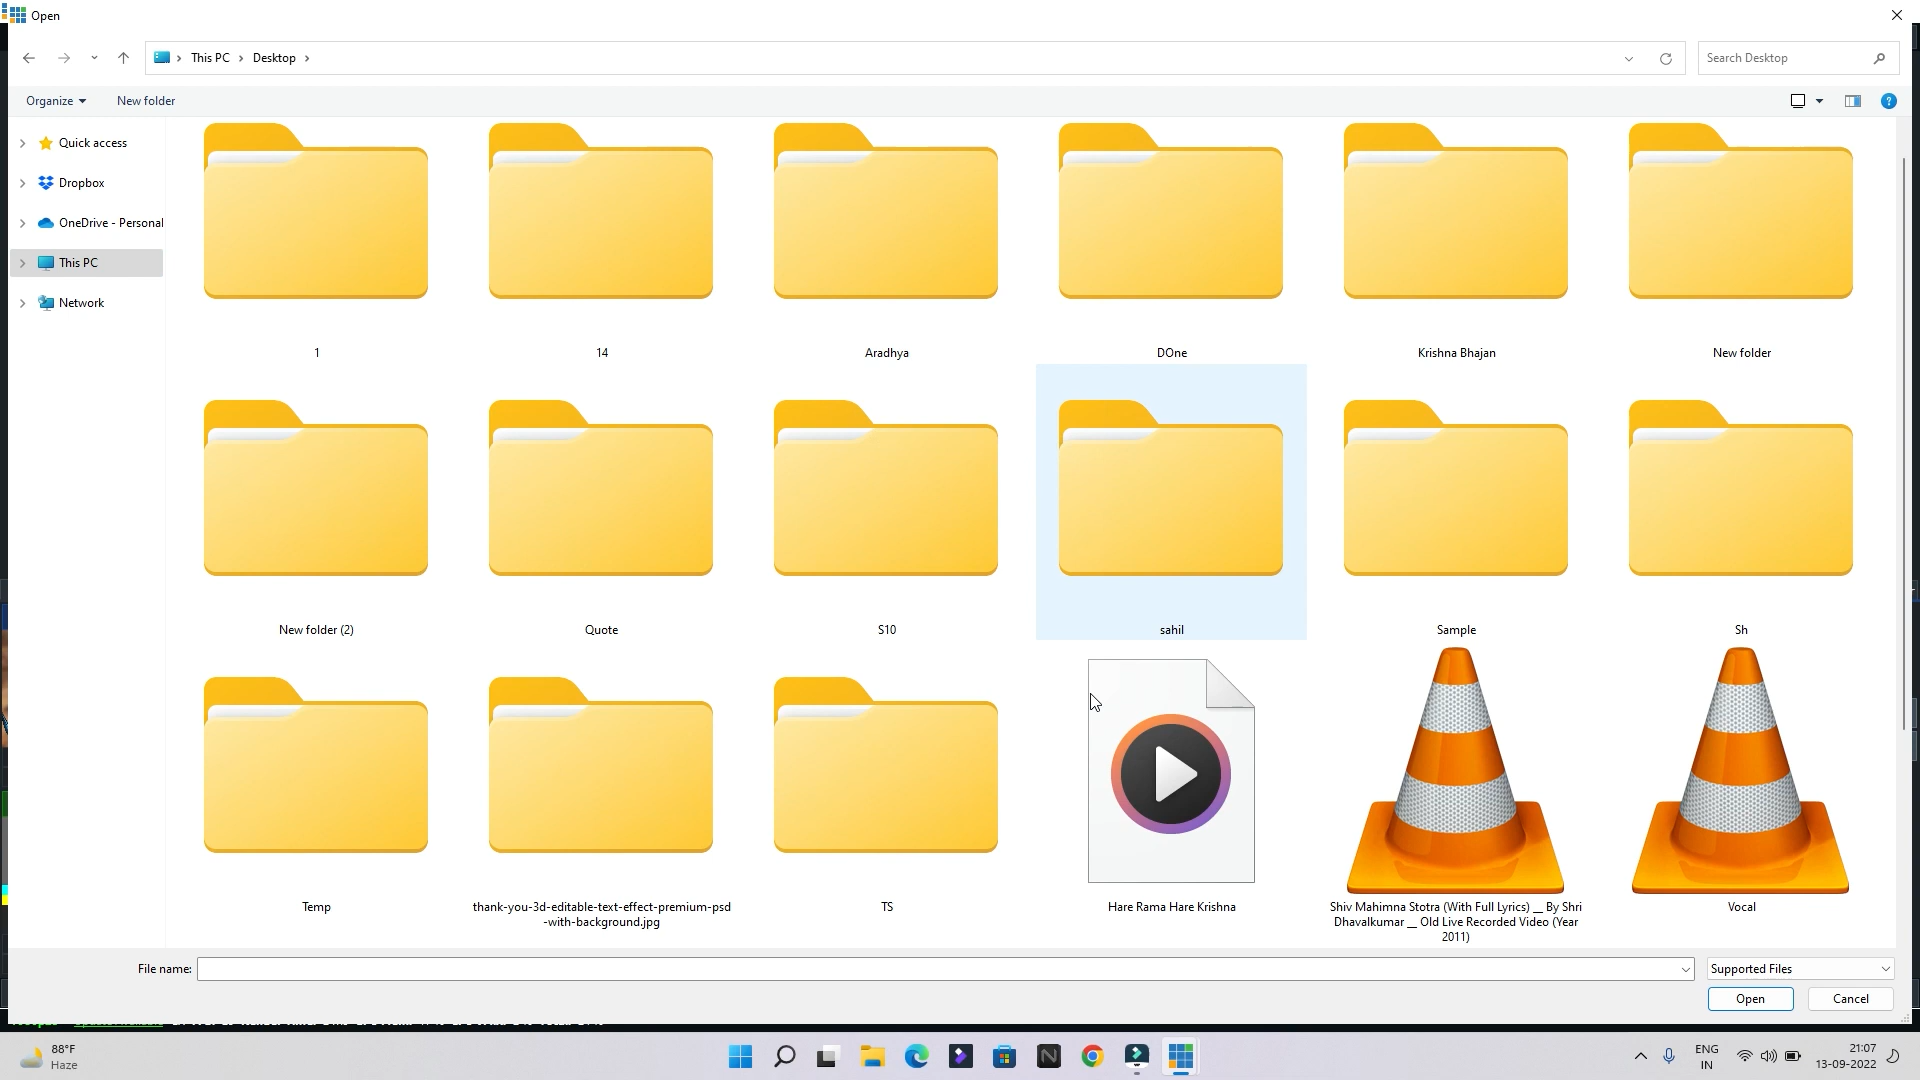 Open
This PC
Desktop
Search Desktop
Organize
New folder
Quick access
Dropbox
OneDrive - Personal
This PC
Network
1
14
Aradhya
DOne
Krishna Bhajan
New folder
New folder (2)
Quote
S10
sahil
Sample
Sh
Temp
thank-you-3d-editable-text-effect-premium-psd
-with-background.jpg
TS
Hare Rama Hare Krishna
Shiv Mahimna Stotra (With Full Lyrics) __ By Shri
Dhavalkumar __ Old Live Recorded Video (Year
2011)
Vocal
File name:
Supported Files
Open
Cancel
88°F
Haze
ENG
IN
21:07
13-09-2022